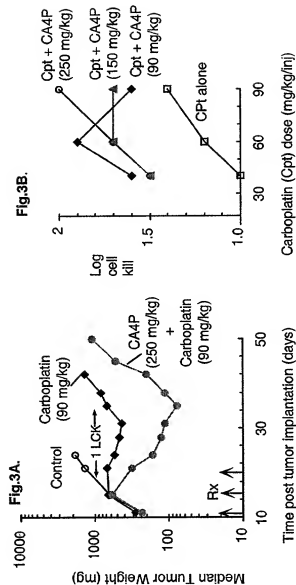 Fig.3A.
Median Tumor Weight (mg)
10000
1000
100
10
Control
Carboplatin
(90 mg/kg)
1 LCK
CA4P
(250 mg/kg)
+
Carboplatin
(90 mg/kg)
Rx
10
30
50
Time post tumor implantation (days)
Fig.3B.
Log
cell
kill
2
1.5
1.0
Cpt + CA4P
(250 mg/kg)
Cpt + CA4P
(150 mg/kg)
Cpt + CA4P
(90 mg/kg)
CPt alone
30
60
90
Carboplatin (Cpt) dose (mg/kg/inj)